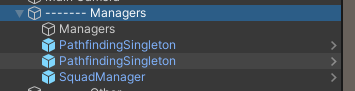 ------- Managers
Managers
PathfindingSingleton
PathfindingSingleton
SquadManager